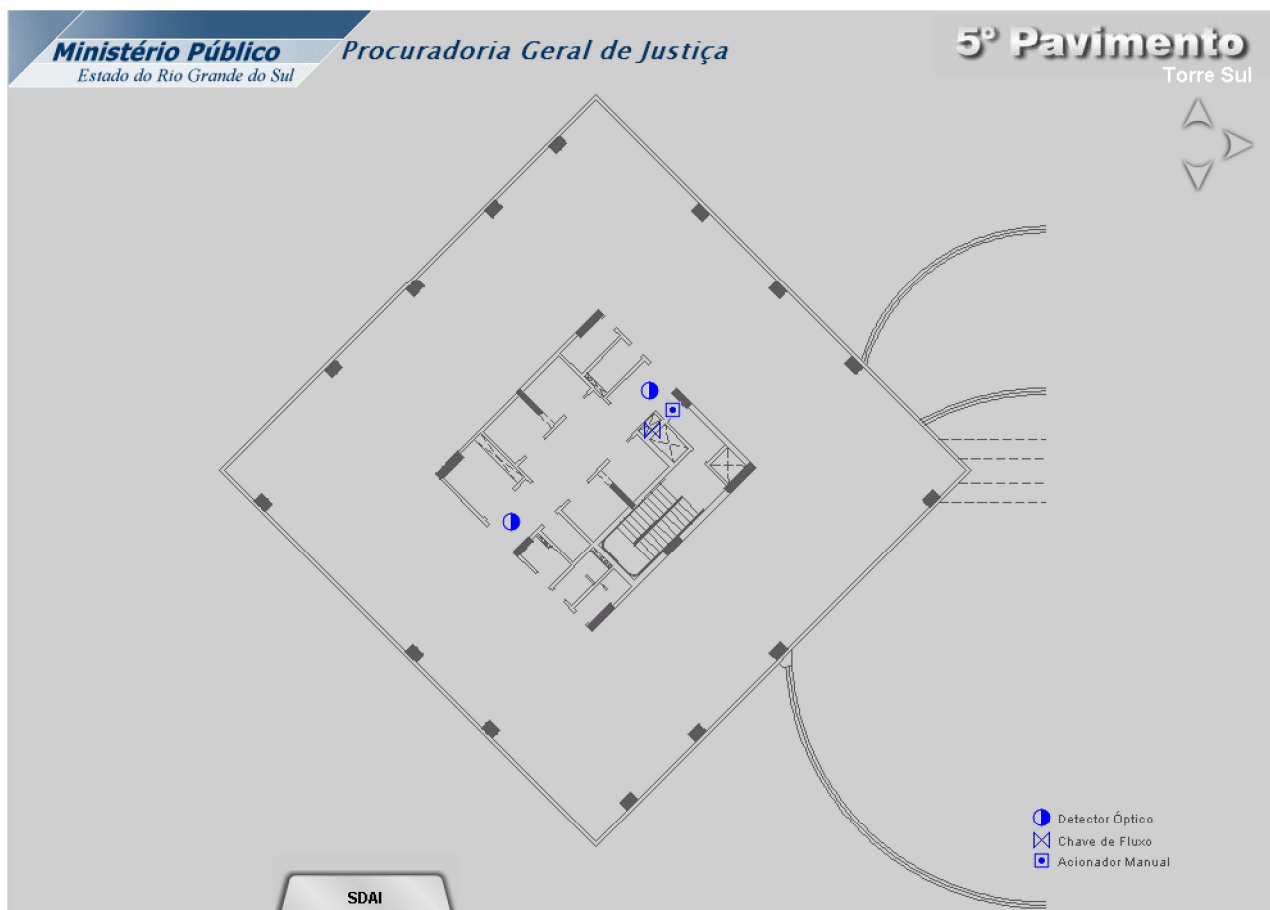 Ministério Público
Estado do Rio Grande do Sul
Procuradoria Geral de Justiça
5º Pavimento
Torre Sul
Detector Óptico
Chave de Fluxo
Acionador Manual
SDAI